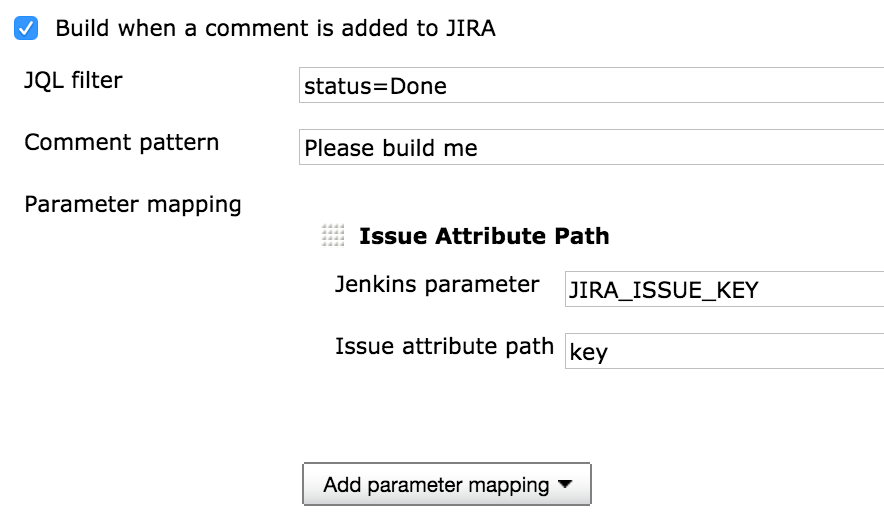 Build when a comment is added to JIRA
JQL filter
status=Done
Comment pattern
Please build me
Parameter mapping
Issue Attribute Path
Jenkins parameter
JIRA_ISSUE_KEY
Issue attribute path
key
Add parameter mapping